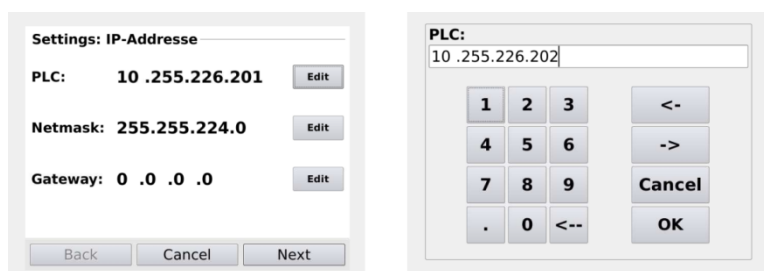 Settings: IP-Addresse
PLC: 10 .255.226.201 Edit
Netmask: 255.255.224.0 Edit
Gateway: 0 .0 .0 .0 Edit
Back Cancel Next
PLC:
10 .255.226.202
1 2 3 <-
4 5 6 ->
7 8 9 Cancel
. 0 <-- OK